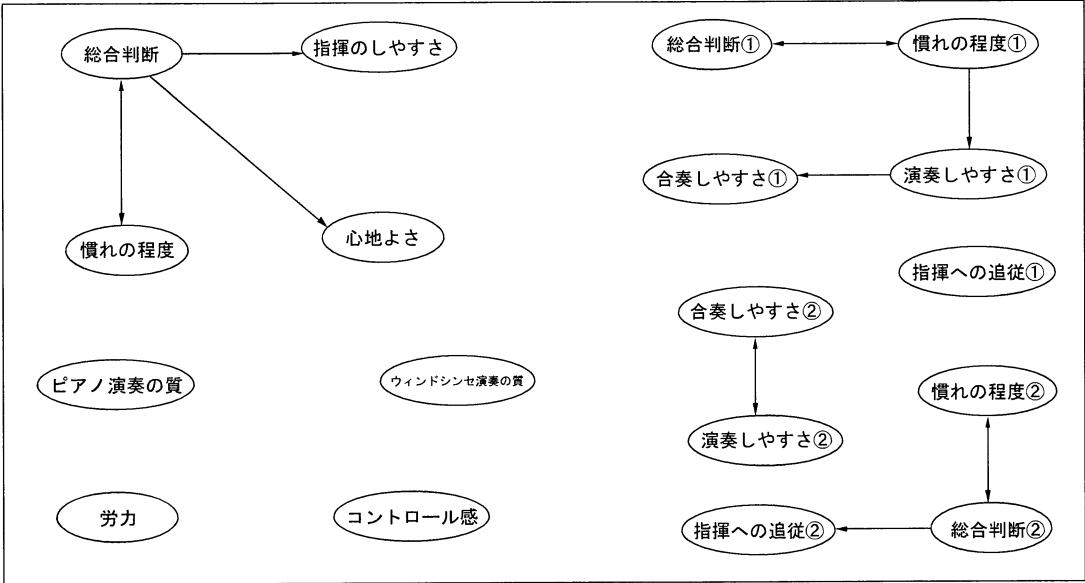 総合判断
指揮のしやすさ
慣れの程度
心地よさ
ピアノ演奏の質
ウィンドシンセ演奏の質
労力
コントロール感
総合判断①
慣れの程度①
合奏しやすさ①
演奏しやすさ①
指揮への追従①
合奏しやすさ②
慣れの程度②
演奏しやすさ②
指揮への追従②
総合判断②